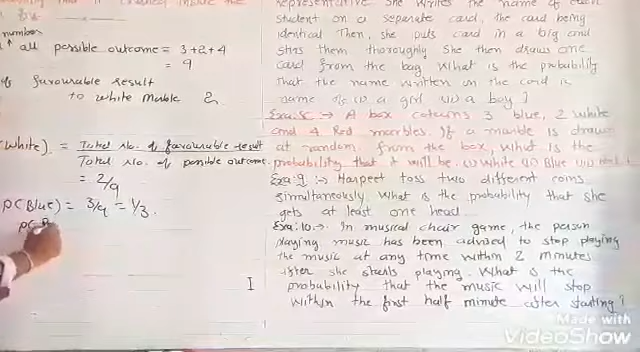 number
all possible outcome = 3+2+4
= 9
of favourable result
to white Marble 2
(White) = Total No. of favourable result
Total No. of possible outcome
= 2/9
P(Blue) = 3/9 = 1/3.
P(B
I
representative. She writes the name of each
student on a separate card, the card being
identical Then, she puts card in a big and
stirs them thoroughly She then draws one
card from the bag What is the probability
that the name written on the card is
name of (i) a girl (ii) a boy ?
A box cotains 3 blue, 2 white
and 4 Red marbles. If a marble is drawn
at random from the box, what is the
probability that it will be. (i) White (ii) Blue
Exa:9 :→ Harpeet toss two different coins
simultaneously. What is the probability that she
gets at least one head.
Exa:10:→ In musical chair game, the person
playing music has been advised to stop playing
the music at any time within 2 minutes
after she starts playing. What is the
probability that the music will stop
within the first half minute after starting?
Made with
VideoShow